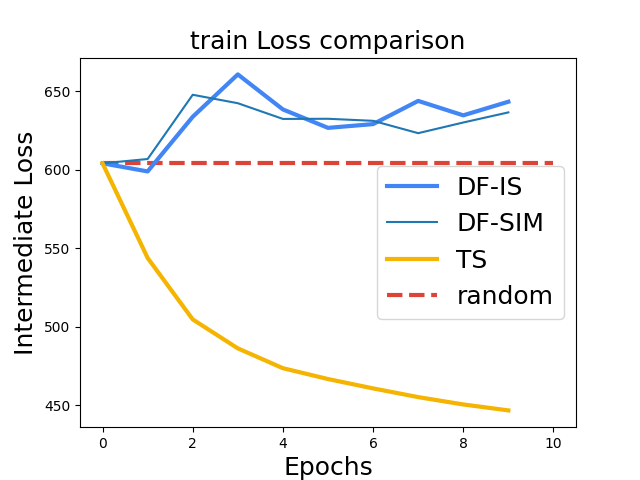 train Loss comparison
Intermediate Loss
650
600
550
500
450
DF-IS
DF-SIM
TS
random
0 2 4 6 8 10
Epochs